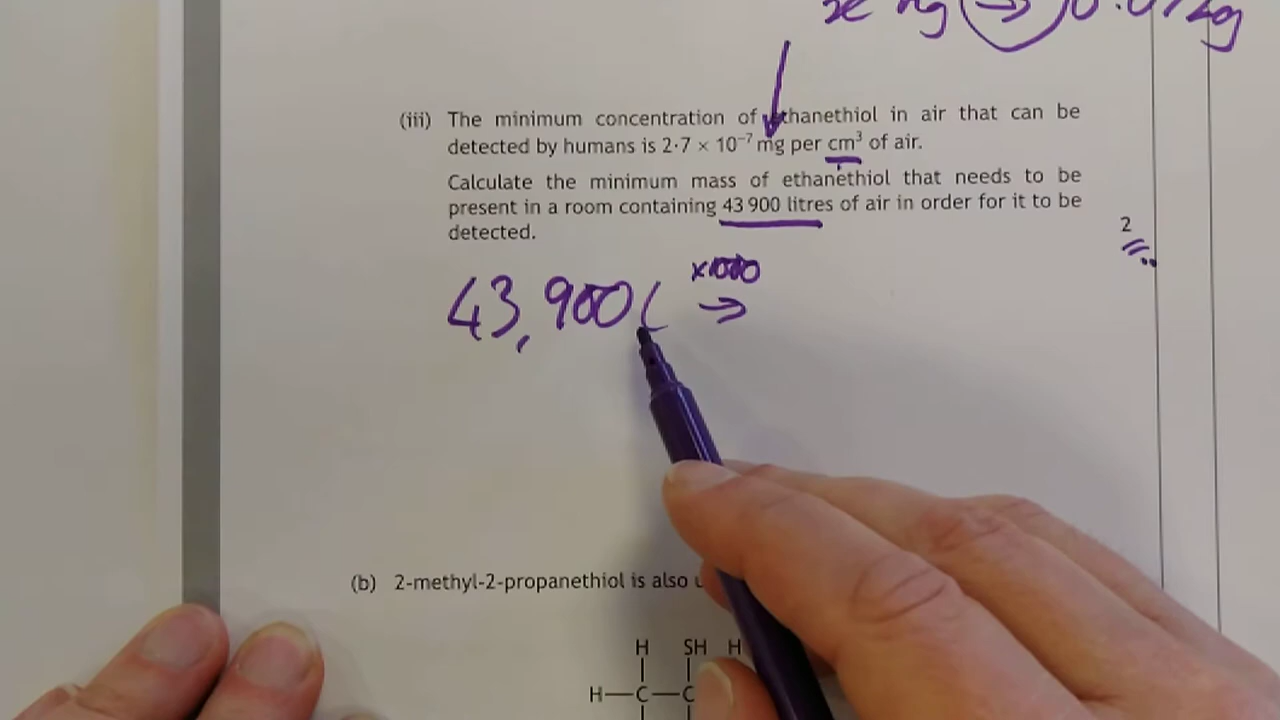 (iii) The minimum concentration of thanethiol in air that can be
detected by humans is 2·7 × 10⁻⁷ mg per cm³ of air.
Calculate the minimum mass of ethanethiol that needs to be
present in a room containing 43 900 litres of air in order for it to be
detected.
2
×1000
43,900 l →
(b) 2-methyl-2-propanethiol is also
H SH H
H—C—C